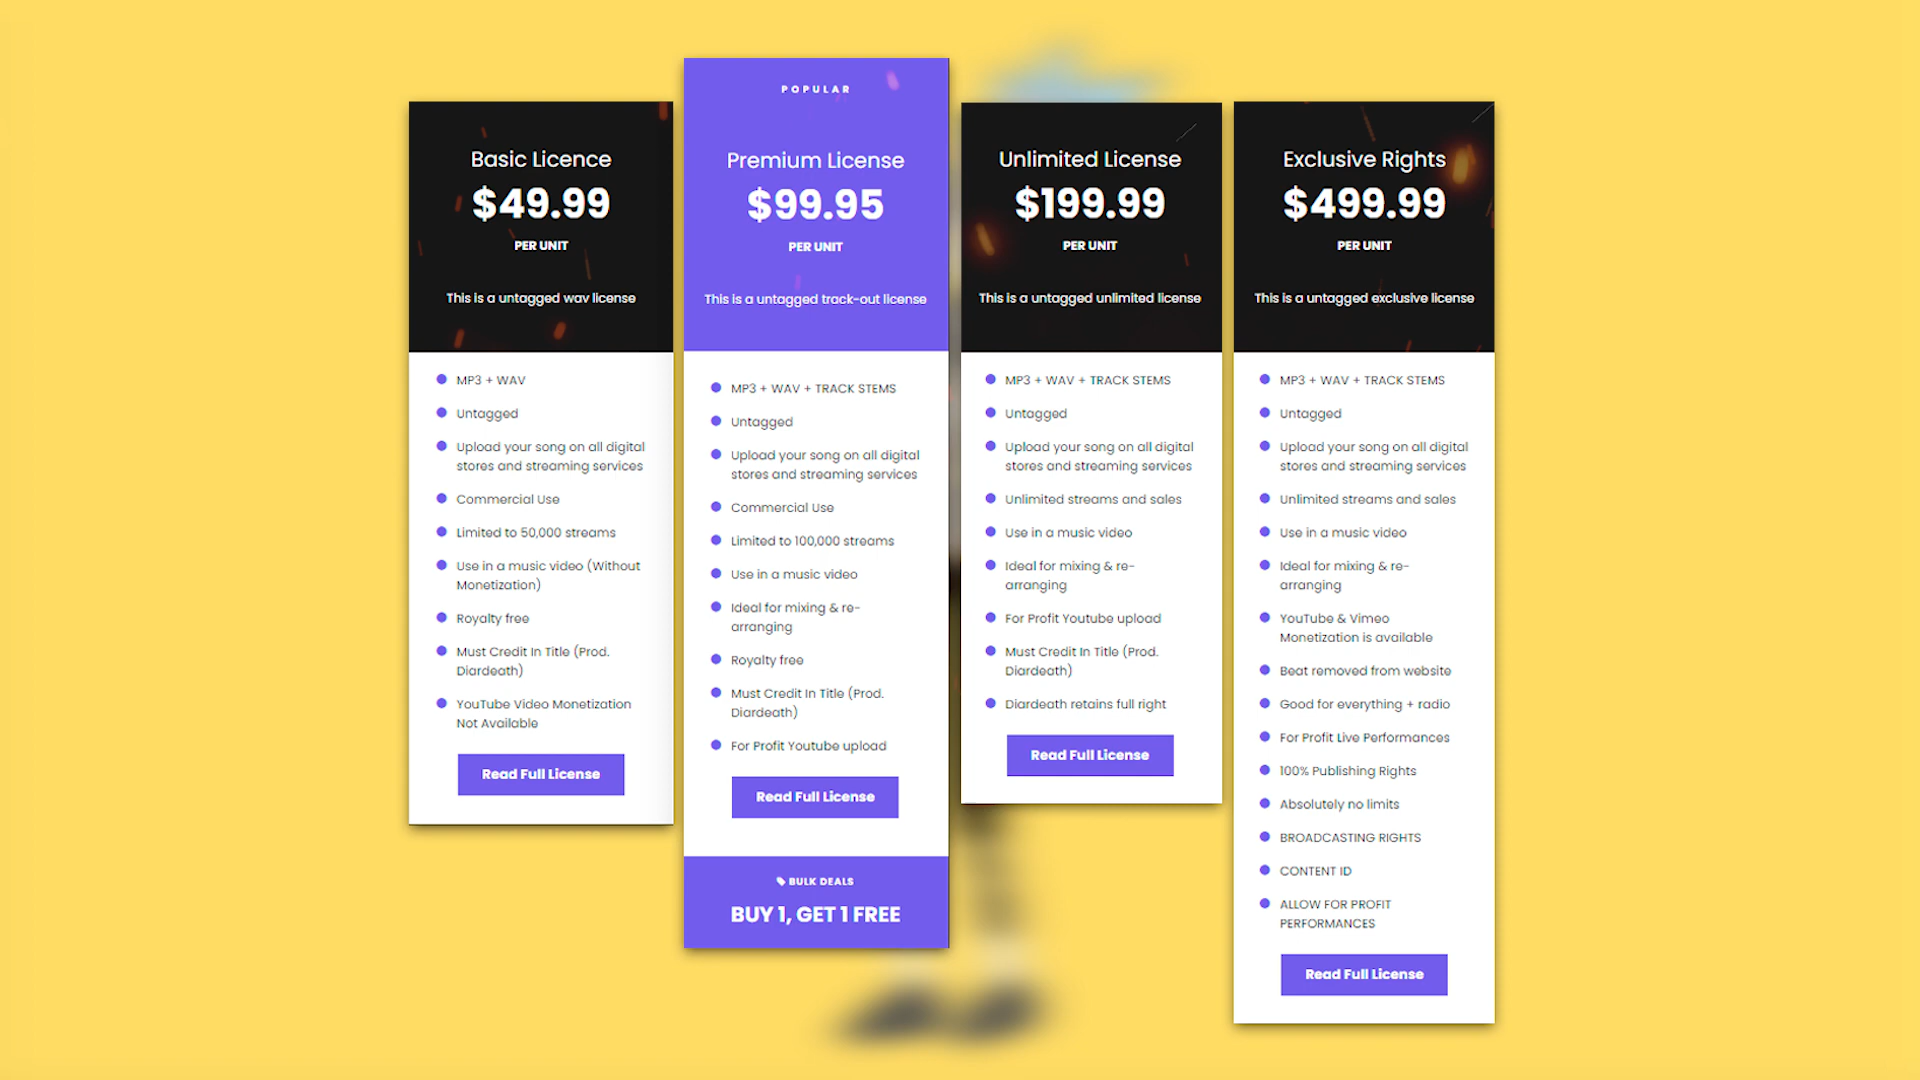 Basic Licence
$49.99
PER UNIT
This is a untagged wav license
MP3 + WAV
Untagged
Upload your song on all digital
stores and streaming services
Commercial Use
Limited to 50,000 streams
Use in a music video (Without
Monetization)
Royalty free
Must Credit In Title (Prod.
Diardeath)
YouTube Video Monetization
Not Available
Read Full License
POPULAR
Premium License
$99.95
PER UNIT
This is a untagged track-out license
MP3 + WAV + TRACK STEMS
Untagged
Upload your song on all digital
stores and streaming services
Commercial Use
Limited to 100,000 streams
Use in a music video
Ideal for mixing & re-
arranging
Royalty free
Must Credit In Title (Prod.
Diardeath)
For Profit Youtube upload
Read Full License
BULK DEALS
BUY 1, GET 1 FREE
Unlimited License
$199.99
PER UNIT
This is a untagged unlimited license
MP3 + WAV + TRACK STEMS
Untagged
Upload your song on all digital
stores and streaming services
Unlimited streams and sales
Use in a music video
Ideal for mixing & re-
arranging
For Profit Youtube upload
Must Credit In Title (Prod.
Diardeath)
Diardeath retains full right
Read Full License
Exclusive Rights
$499.99
PER UNIT
This is a untagged exclusive license
MP3 + WAV + TRACK STEMS
Untagged
Upload your song on all digital
stores and streaming services
Unlimited streams and sales
Use in a music video
Ideal for mixing & re-
arranging
YouTube & Vimeo
Monetization is available
Beat removed from website
Good for everything + radio
For Profit Live Performances
100% Publishing Rights
Absolutely no limits
BROADCASTING RIGHTS
CONTENT ID
ALLOW FOR PROFIT
PERFORMANCES
Read Full License